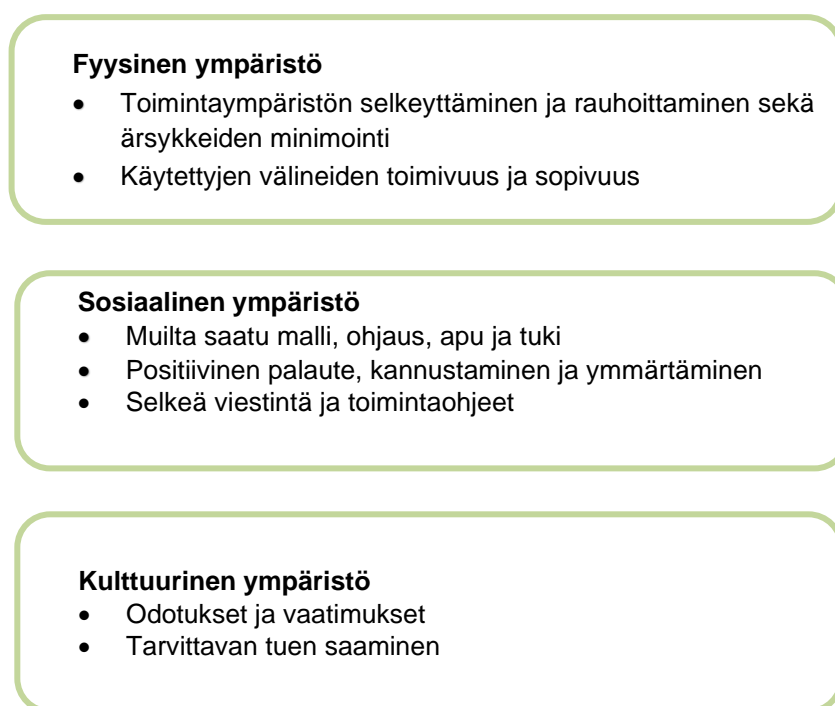 Fyysinen ympäristö
• Toimintaympäristön selkeyttäminen ja rauhoittaminen sekä
ärsykkeiden minimointi
• Käytettyjen välineiden toimivuus ja sopivuus
Sosiaalinen ympäristö
• Muilta saatu malli, ohjaus, apu ja tuki
• Positiivinen palaute, kannustaminen ja ymmärtäminen
• Selkeä viestintä ja toimintaohjeet
Kulttuurinen ympäristö
• Odotukset ja vaatimukset
• Tarvittavan tuen saaminen